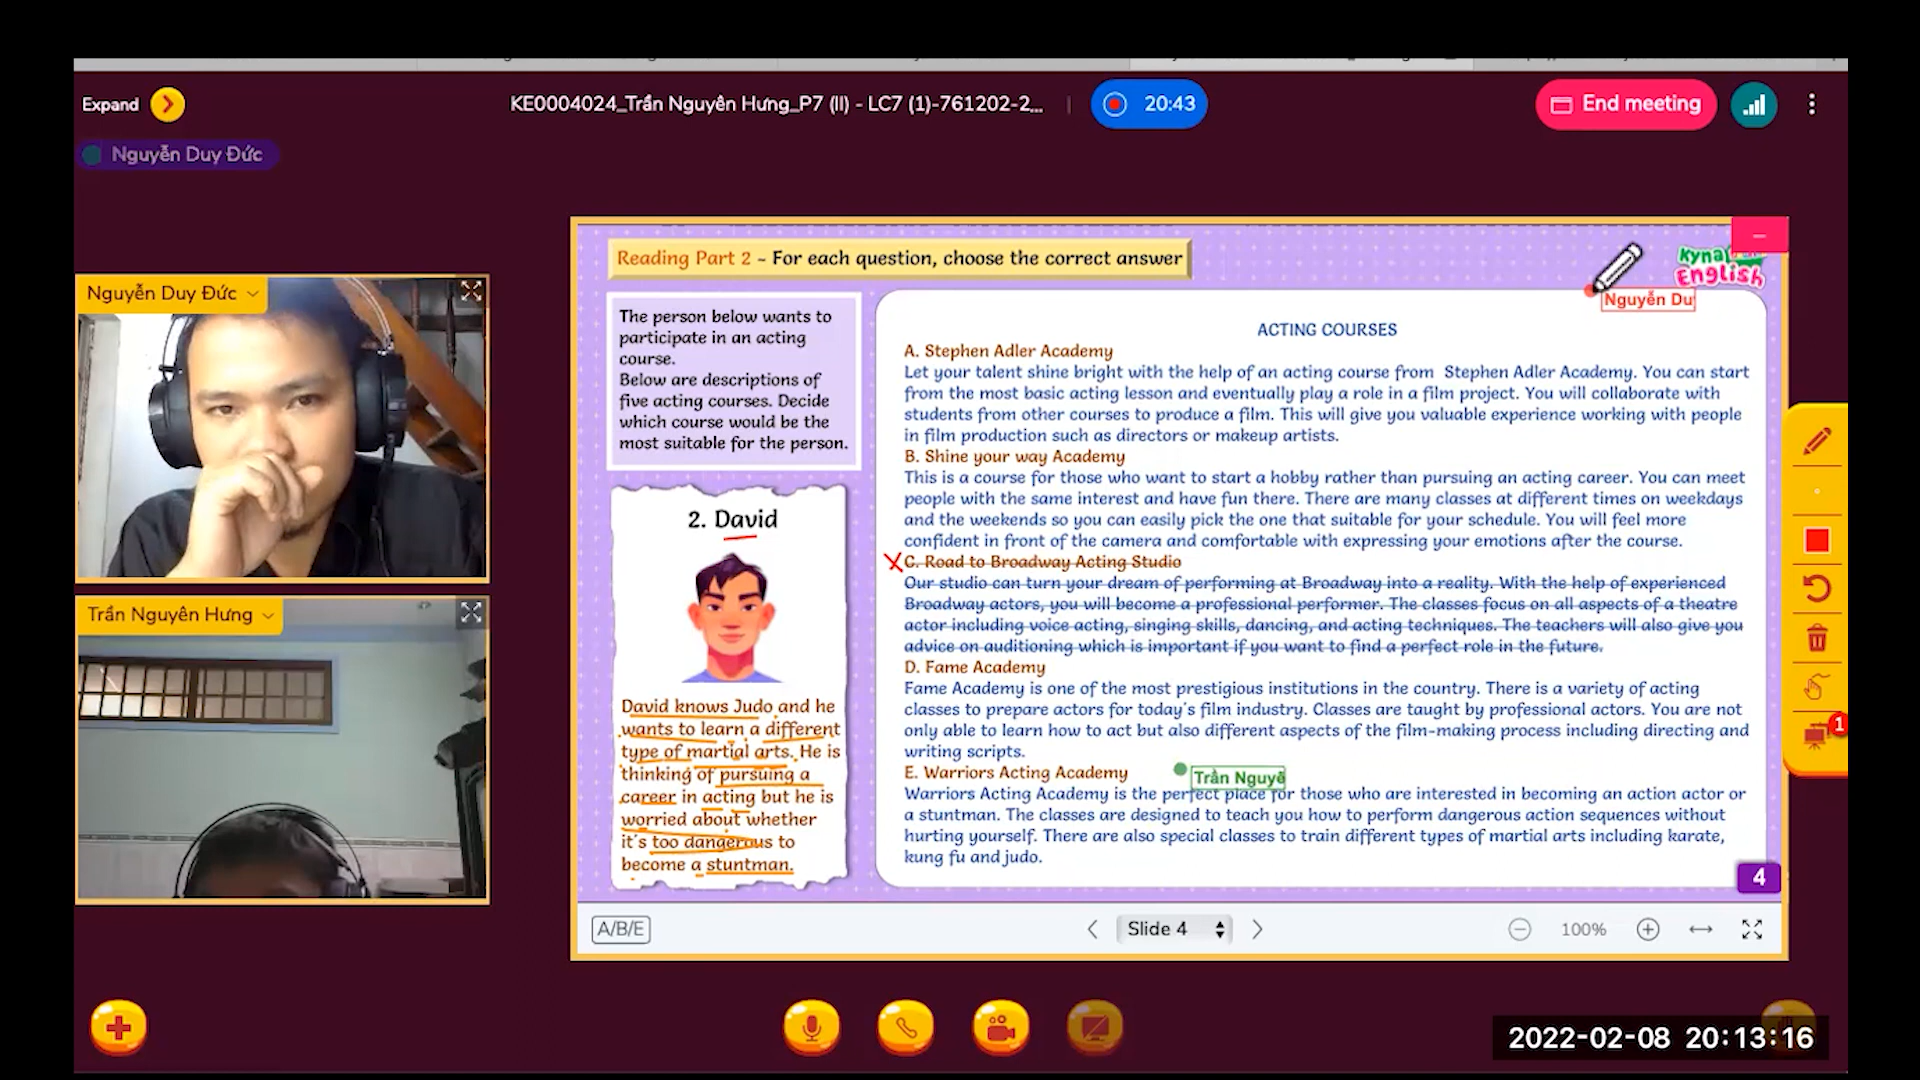 Expand
KE0004024_Trần Nguyên Hưng_P7 (II) - LC7 (1)-761202-2...
20:43
End meeting
Nguyễn Duy Đức
Nguyễn Duy Đức
Trần Nguyên Hưng
Reading Part 2 - For each question, choose the correct answer
Kyna
English
Nguyễn Du
The person below wants to
participate in an acting
course.
Below are descriptions of
five acting courses. Decide
which course would be the
most suitable for the person.
2. David
David knows Judo and he
wants to learn a different
type of martial arts. He is
thinking of pursuing a
career in acting but he is
worried about whether
it's too dangerous to
become a stuntman.
ACTING COURSES
A. Stephen Adler Academy
Let your talent shine bright with the help of an acting course from Stephen Adler Academy. You can start
from the most basic acting lesson and eventually play a role in a film project. You will collaborate with
students from other courses to produce a film. This will give you valuable experience working with people
in film production such as directors or makeup artists.
B. Shine your way Academy
This is a course for those who want to start a hobby rather than pursuing an acting career. You can meet
people with the same interest and have fun there. There are many classes at different times on weekdays
and the weekends so you can easily pick the one that suitable for your schedule. You will feel more
confident in front of the camera and comfortable with expressing your emotions after the course.
C. Road to Broadway Acting Studio
Our studio can turn your dream of performing at Broadway into a reality. With the help of experienced
Broadway actors, you will become a professional performer. The classes focus on all aspects of a theatre
actor including voice acting, singing skills, dancing, and acting techniques. The teachers will also give you
advice on auditioning which is important if you want to find a perfect role in the future.
D. Fame Academy
Fame Academy is one of the most prestigious institutions in the country. There is a variety of acting
classes to prepare actors for today's film industry. Classes are taught by professional actors. You are not
only able to learn how to act but also different aspects of the film-making process including directing and
writing scripts.
E. Warriors Acting Academy
Trần Nguyê
Warriors Acting Academy is the perfect place for those who are interested in becoming an action actor or
a stuntman. The classes are designed to teach you how to perform dangerous action sequences without
hurting yourself. There are also special classes to train different types of martial arts including karate,
kung fu and judo.
4
1
A/B/E
Slide 4
100%
2022-02-08 20:13:16